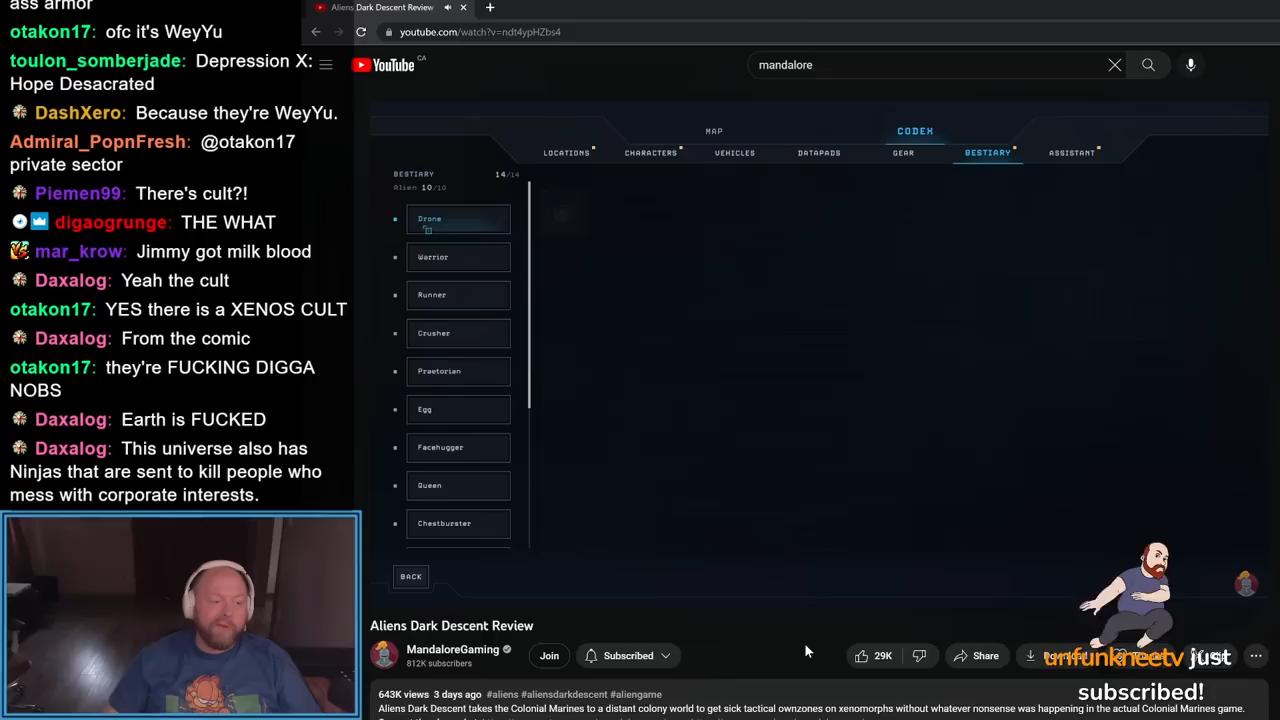 ass armor
otakon17: ofc it's WeyYu
toulon_somberjade: Depression X:
Hope Desacrated
DashXero: Because they're WeyYu.
Admiral_PopnFresh: @otakon17
private sector
Piemen99: There's cult?!
digaogrunge: THE WHAT
mar_krow: Jimmy got milk blood
Daxalog: Yeah the cult
otakon17: YES there is a XENOS CULT
Daxalog: From the comic
otakon17: they're FUCKING DIGGA
NOBS
Daxalog: Earth is FUCKED
Daxalog: This universe also has
Ninjas that are sent to kill people who
mess with corporate interests.
Aliens Dark Descent Review
youtube.com/watch?v=ndt4ypHZbs4
YouTube CA
mandalore
MAP
CODEX
LOCATIONS
CHARACTERS
VEHICLES
DATAPADS
GEAR
BESTIARY
ASSISTANT
BESTIARY 14/14
Alien 10/10
Drone
Warrior
Runner
Crusher
Praetorian
Egg
Facehugger
Queen
Chestburster
BACK
Aliens Dark Descent Review
MandaloreGaming
812K subscribers
Join
Subscribed
29K
Share
unfunkneetv just
subscribed!
643K views 3 days ago #aliens #aliensdarkdescent #aliengame
Aliens Dark Descent takes the Colonial Marines to a distant colony world to get sick tactical ownzones on xenomorphs without whatever nonsense was happening in the actual Colonial Marines game.